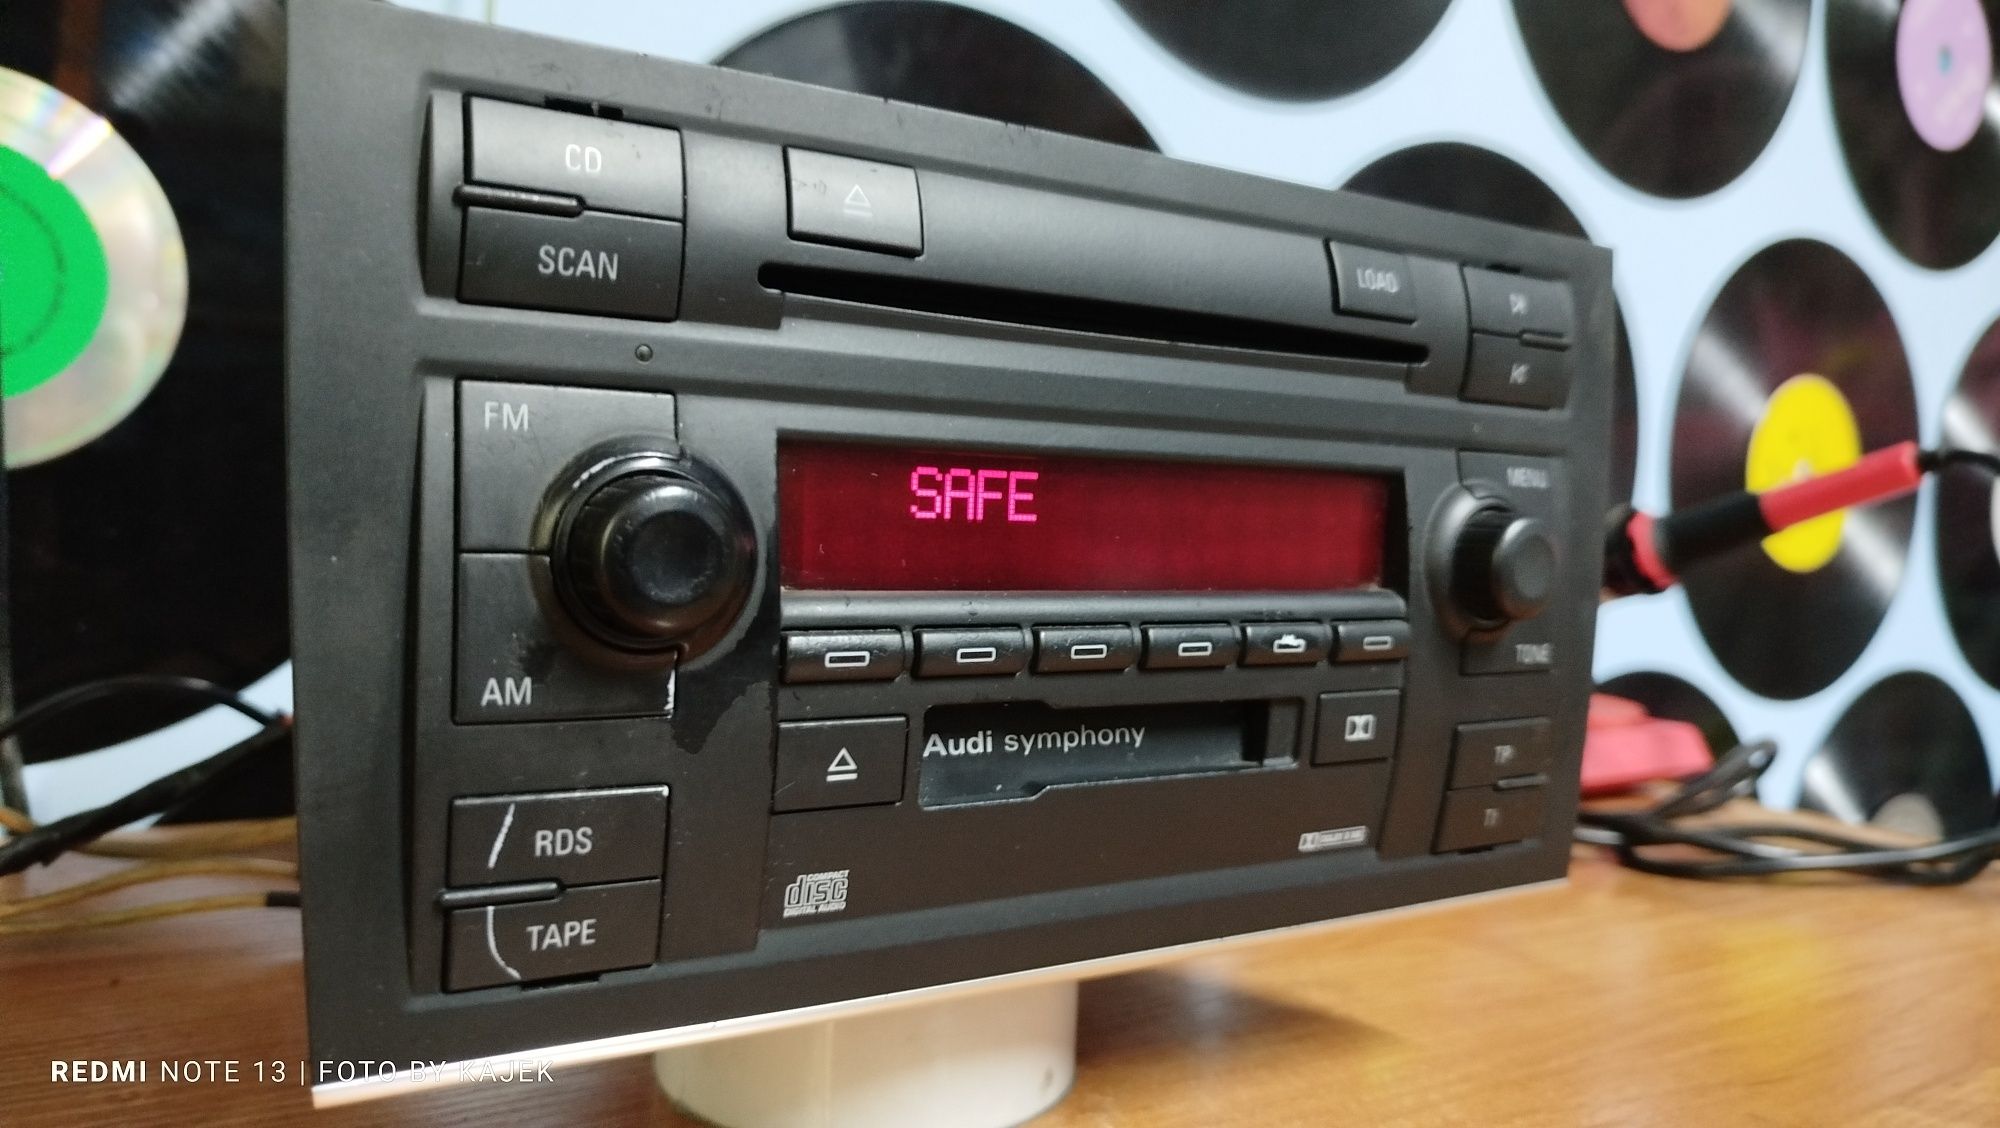 CD
SCAN
LOAD
FM
SAFE
MENU
AM
TONE
Audi symphony
RDS
TAPE
TP
COMPACT
disc
DIGITAL AUDIO
REDMI NOTE 13 | FOTO BY KAJEK